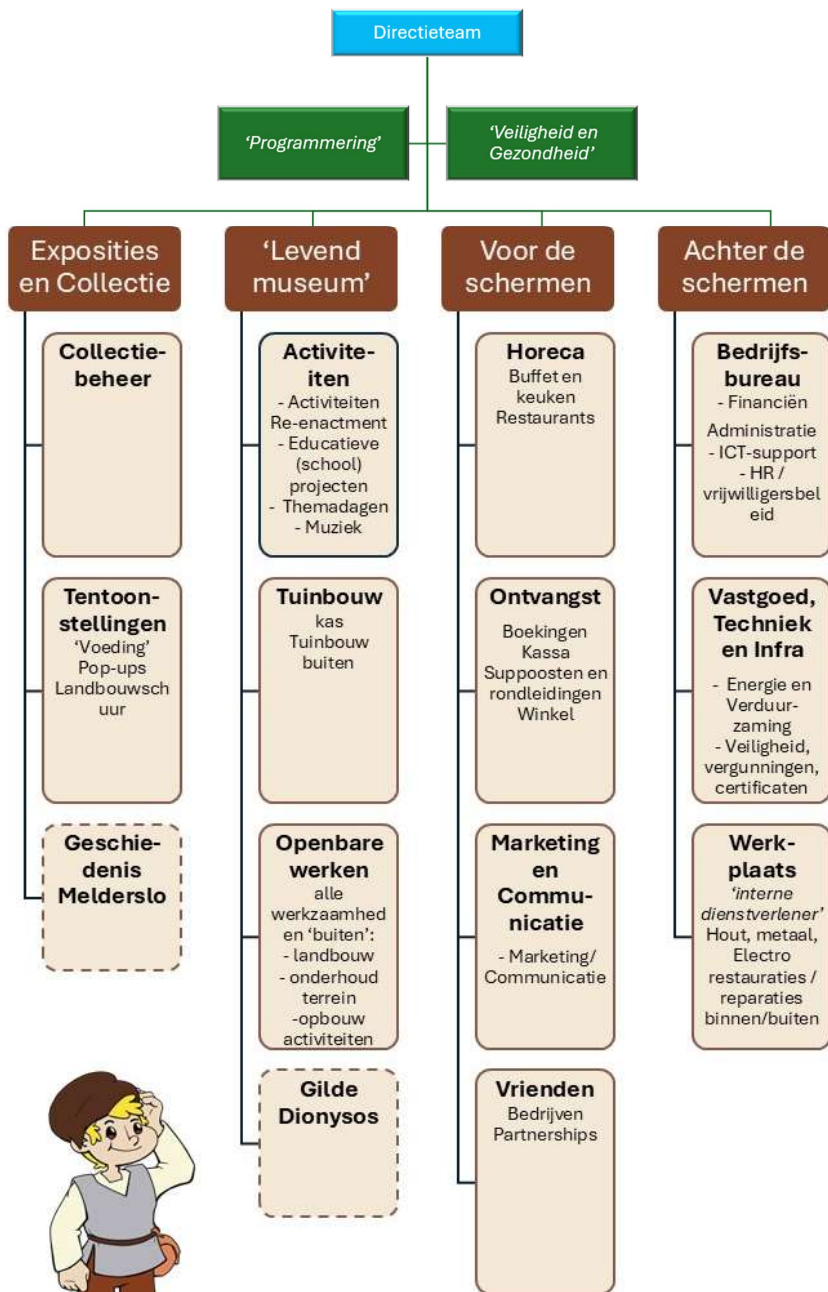 Directieteam
‘Programmering’
‘Veiligheid en
Gezondheid’
Exposities
en Collectie
Collectie-
beheer
Tentoon-
stellingen
‘Voeding’
Pop-ups
Landbouwsch
uur
Geschie-
denis
Melderslo
‘Levend
museum’
Activite-
iten
- Activiteiten
Re-enactment
- Educatieve
(school)
projecten
- Themadagen
- Muziek
Tuinbouw
kas
Tuinbouw
buiten
Openbare
werken
alle
werkzaamhed
en ‘buiten’:
- landbouw
- onderhoud
terrein
-opbouw
activiteiten
Gilde
Dionysos
Voor de
schermen
Horeca
Buffet en
keuken
Restaurants
Ontvangst
Boekingen
Kassa
Suppoosten en
rondleidingen
Winkel
Marketing
en
Commu-
nicatie
- Marketing/
Communicatie
Vrienden
Bedrijven
Partnerships
Achter de
schermen
Bedrijfs-
bureau
- Financiën
Administratie
- ICT-support
- HR /
vrijwilligersbel
eid
Vastgoed,
Techniek
en Infra
- Energie en
Verduur-
zaming
- Veiligheid,
vergunningen,
certificaten
Werk-
plaats
‘interne
dienstverlener’
Hout, metaal,
Electro
restauraties /
reparaties
binnen/buiten